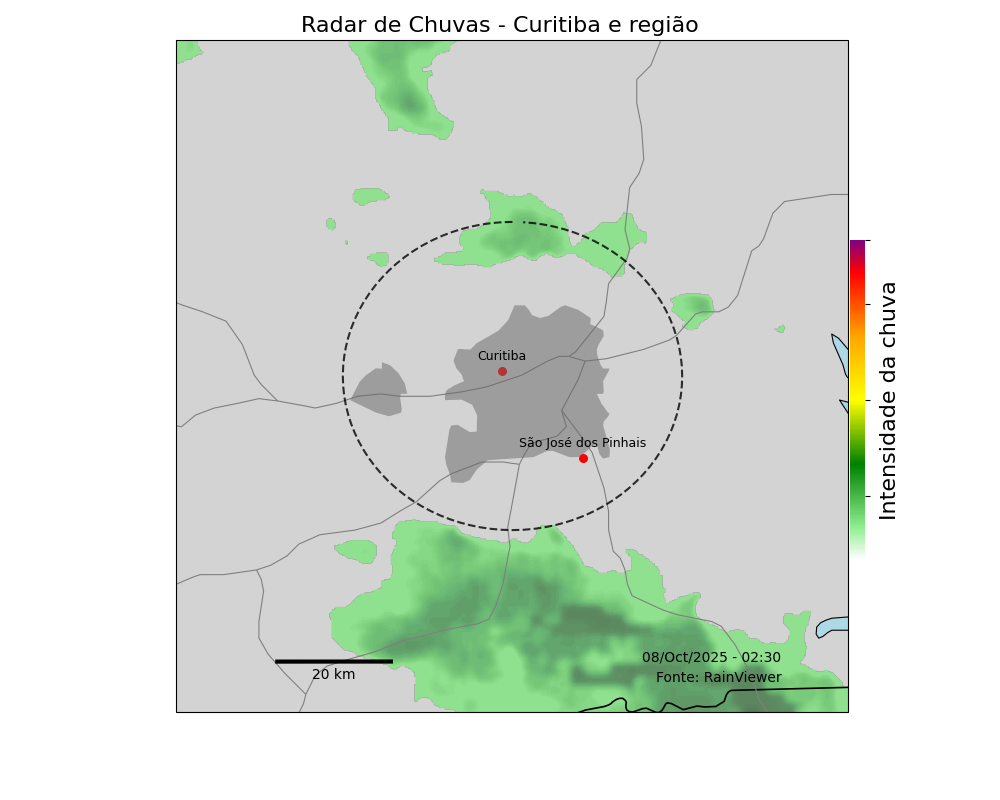 Radar de Chuvas - Curitiba e região
Curitiba
São José dos Pinhais
Intensidade da chuva
08/Oct/2025 - 02:30
20 km
Fonte: RainViewer